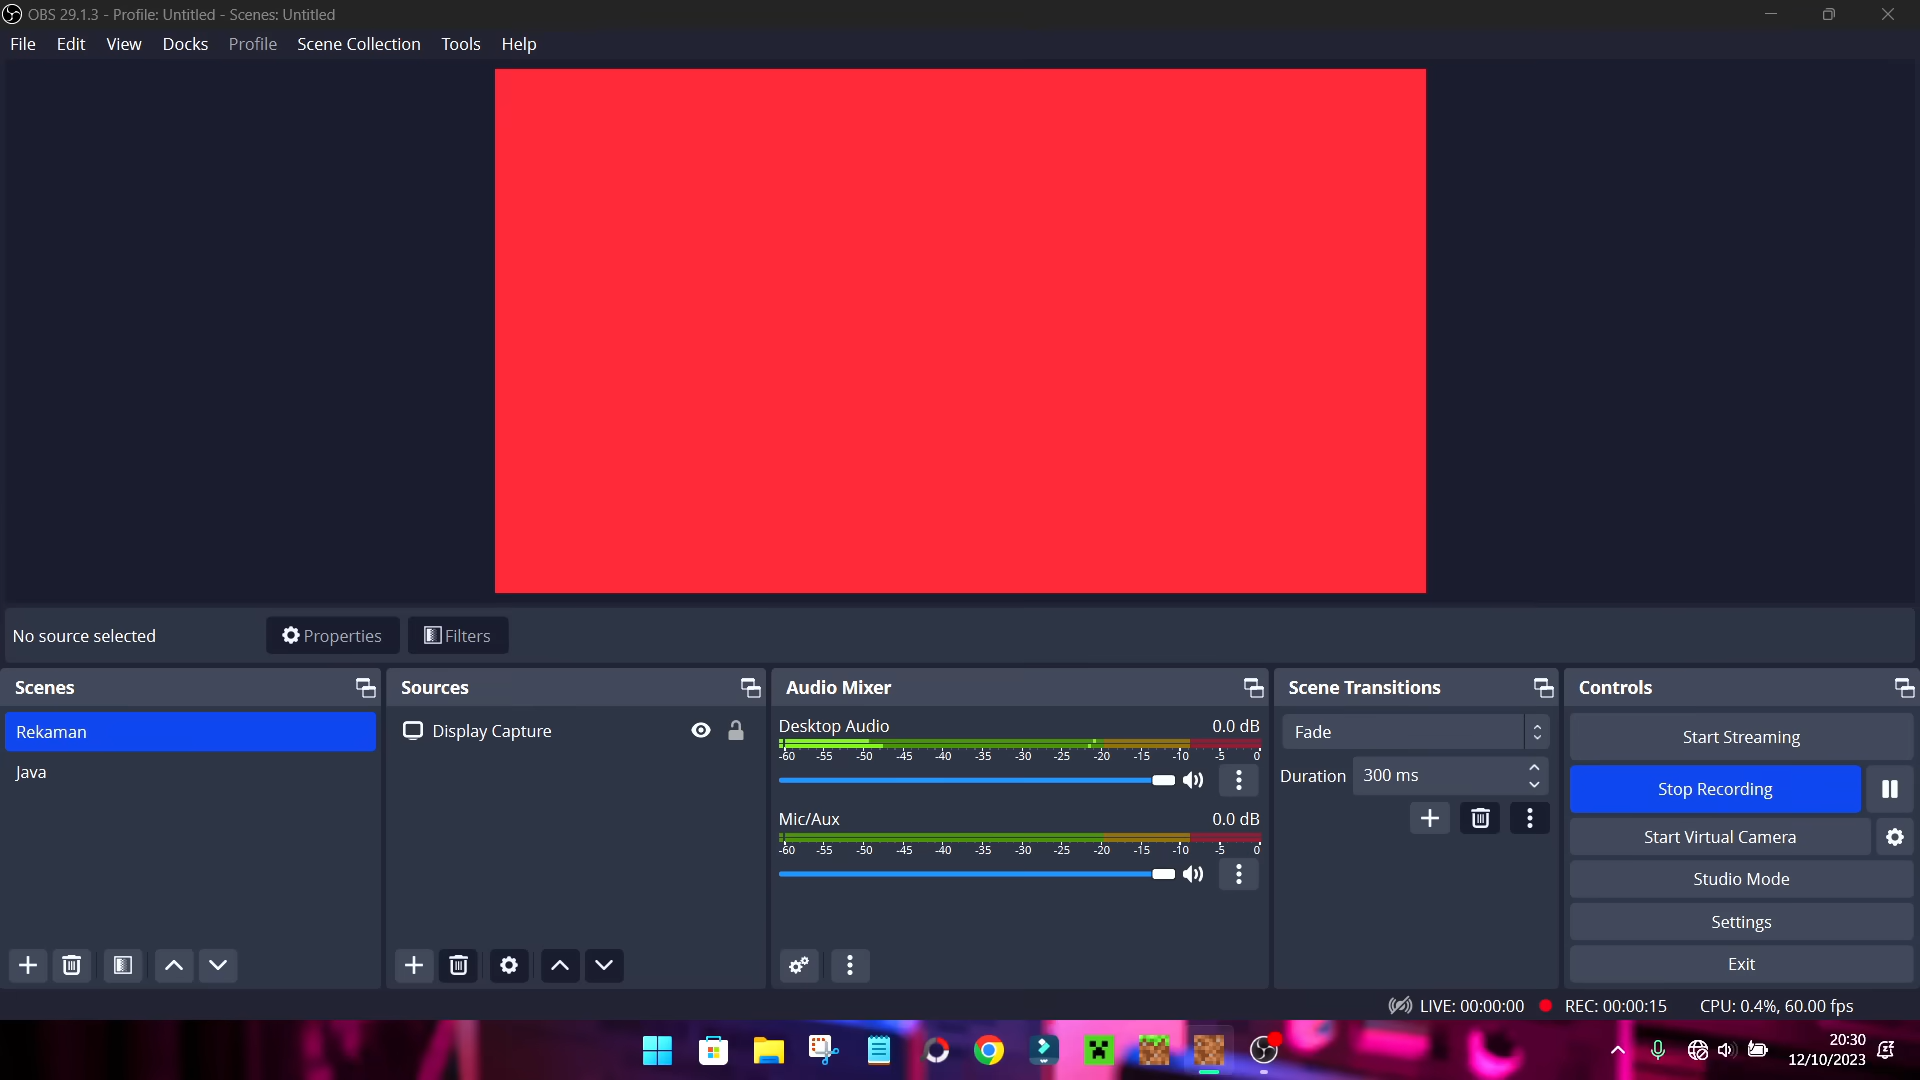 OBS 29.1.3 - Profile: Untitled - Scenes: Untitled
File Edit View Docks Profile Scene Collection Tools Help
No source selected Properties Filters
Scenes
Rekaman
Java
Sources
Display Capture
Audio Mixer
Desktop Audio 0.0 dB
-60 -55 -50 -45 -40 -35 -30 -25 -20 -15 -10 -5 0
Mic/Aux 0.0 dB
-60 -55 -50 -45 -40 -35 -30 -25 -20 -15 -10 -5 0
Scene Transitions
Fade
Duration 300 ms
Controls
Start Streaming
Stop Recording
Start Virtual Camera
Studio Mode
Settings
Exit
LIVE: 00:00:00 REC: 00:00:15 CPU: 0.4%, 60.00 fps
20:30
12/10/2023